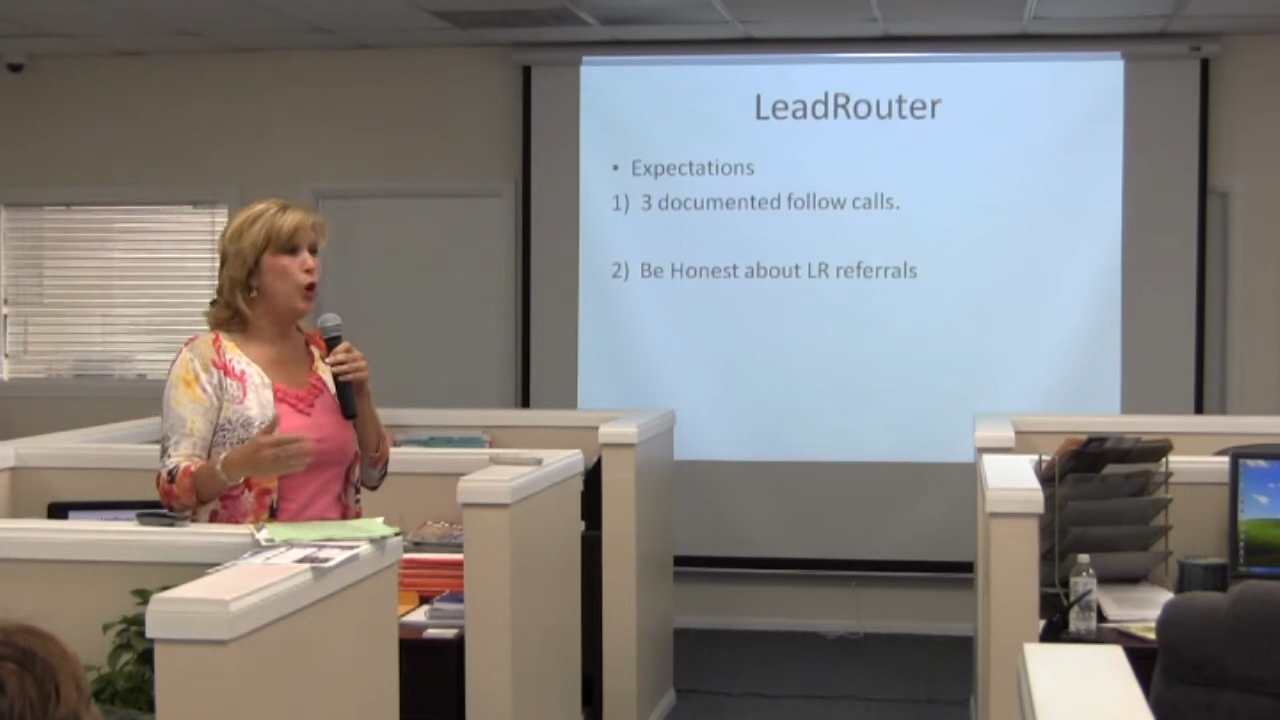 LeadRouter
• Expectations
1) 3 documented follow calls.
2) Be Honest about LR referrals